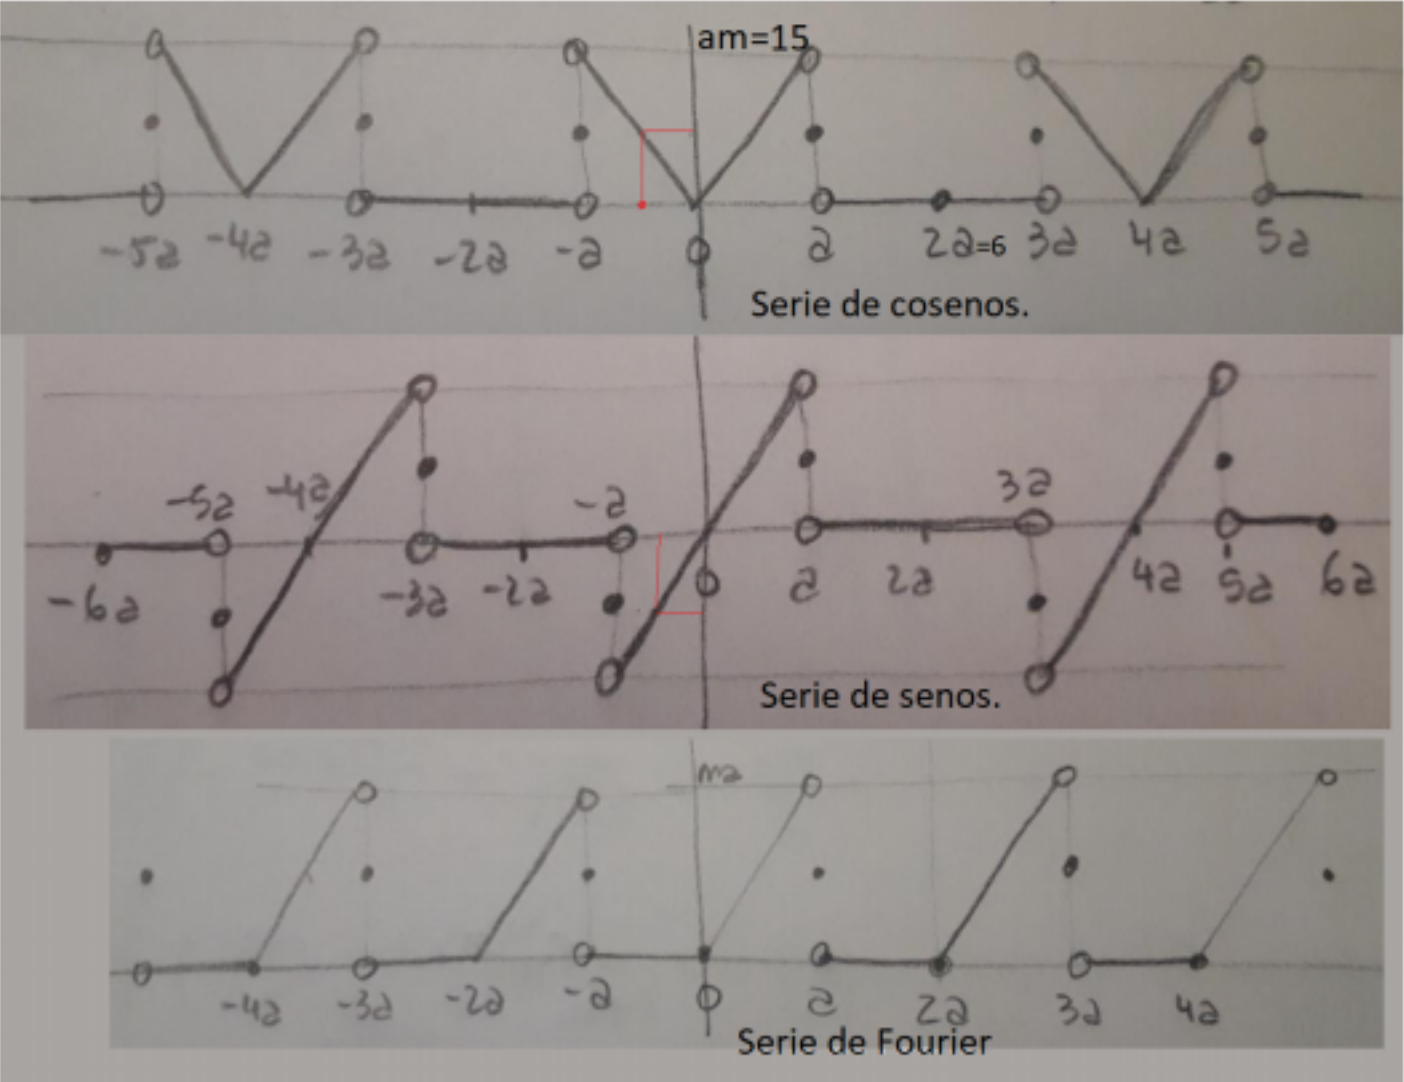 am=15
-5a -4a -3a -2a -a 0 a 2a=6 3a 4a 5a
Serie de cosenos.
-5a -4a -a 3a
-6a -3a -2a 0 a 2a 4a 5a 6a
Serie de senos.
ma
-4a -3a -2a -a 0 a 2a 3a 4a
Serie de Fourier